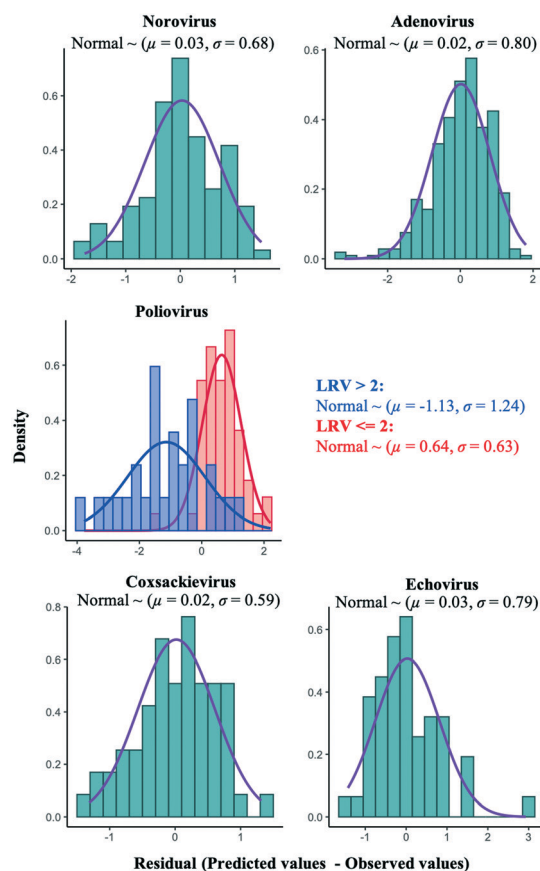 Norovirus
Normal ~ (μ = 0.03, σ = 0.68)
0.6
0.4
0.2
0.0
-2
-1
0
1
Adenovirus
Normal ~ (μ = 0.02, σ = 0.80)
0.6
0.4
0.2
0.0
-2
0
2
Poliovirus
0.6
0.4
0.2
0.0
-4
-2
0
2
LRV > 2:
Normal ~ (μ = -1.13, σ = 1.24)
LRV <= 2:
Normal ~ (μ = 0.64, σ = 0.63)
Density
Coxsackievirus
Normal ~ (μ = 0.02, σ = 0.59)
0.8
0.6
0.4
0.2
0.0
-1
0
1
Echovirus
Normal ~ (μ = 0.03, σ = 0.79)
0.6
0.4
0.2
0.0
-1
0
1
2
3
Residual (Predicted values - Observed values)